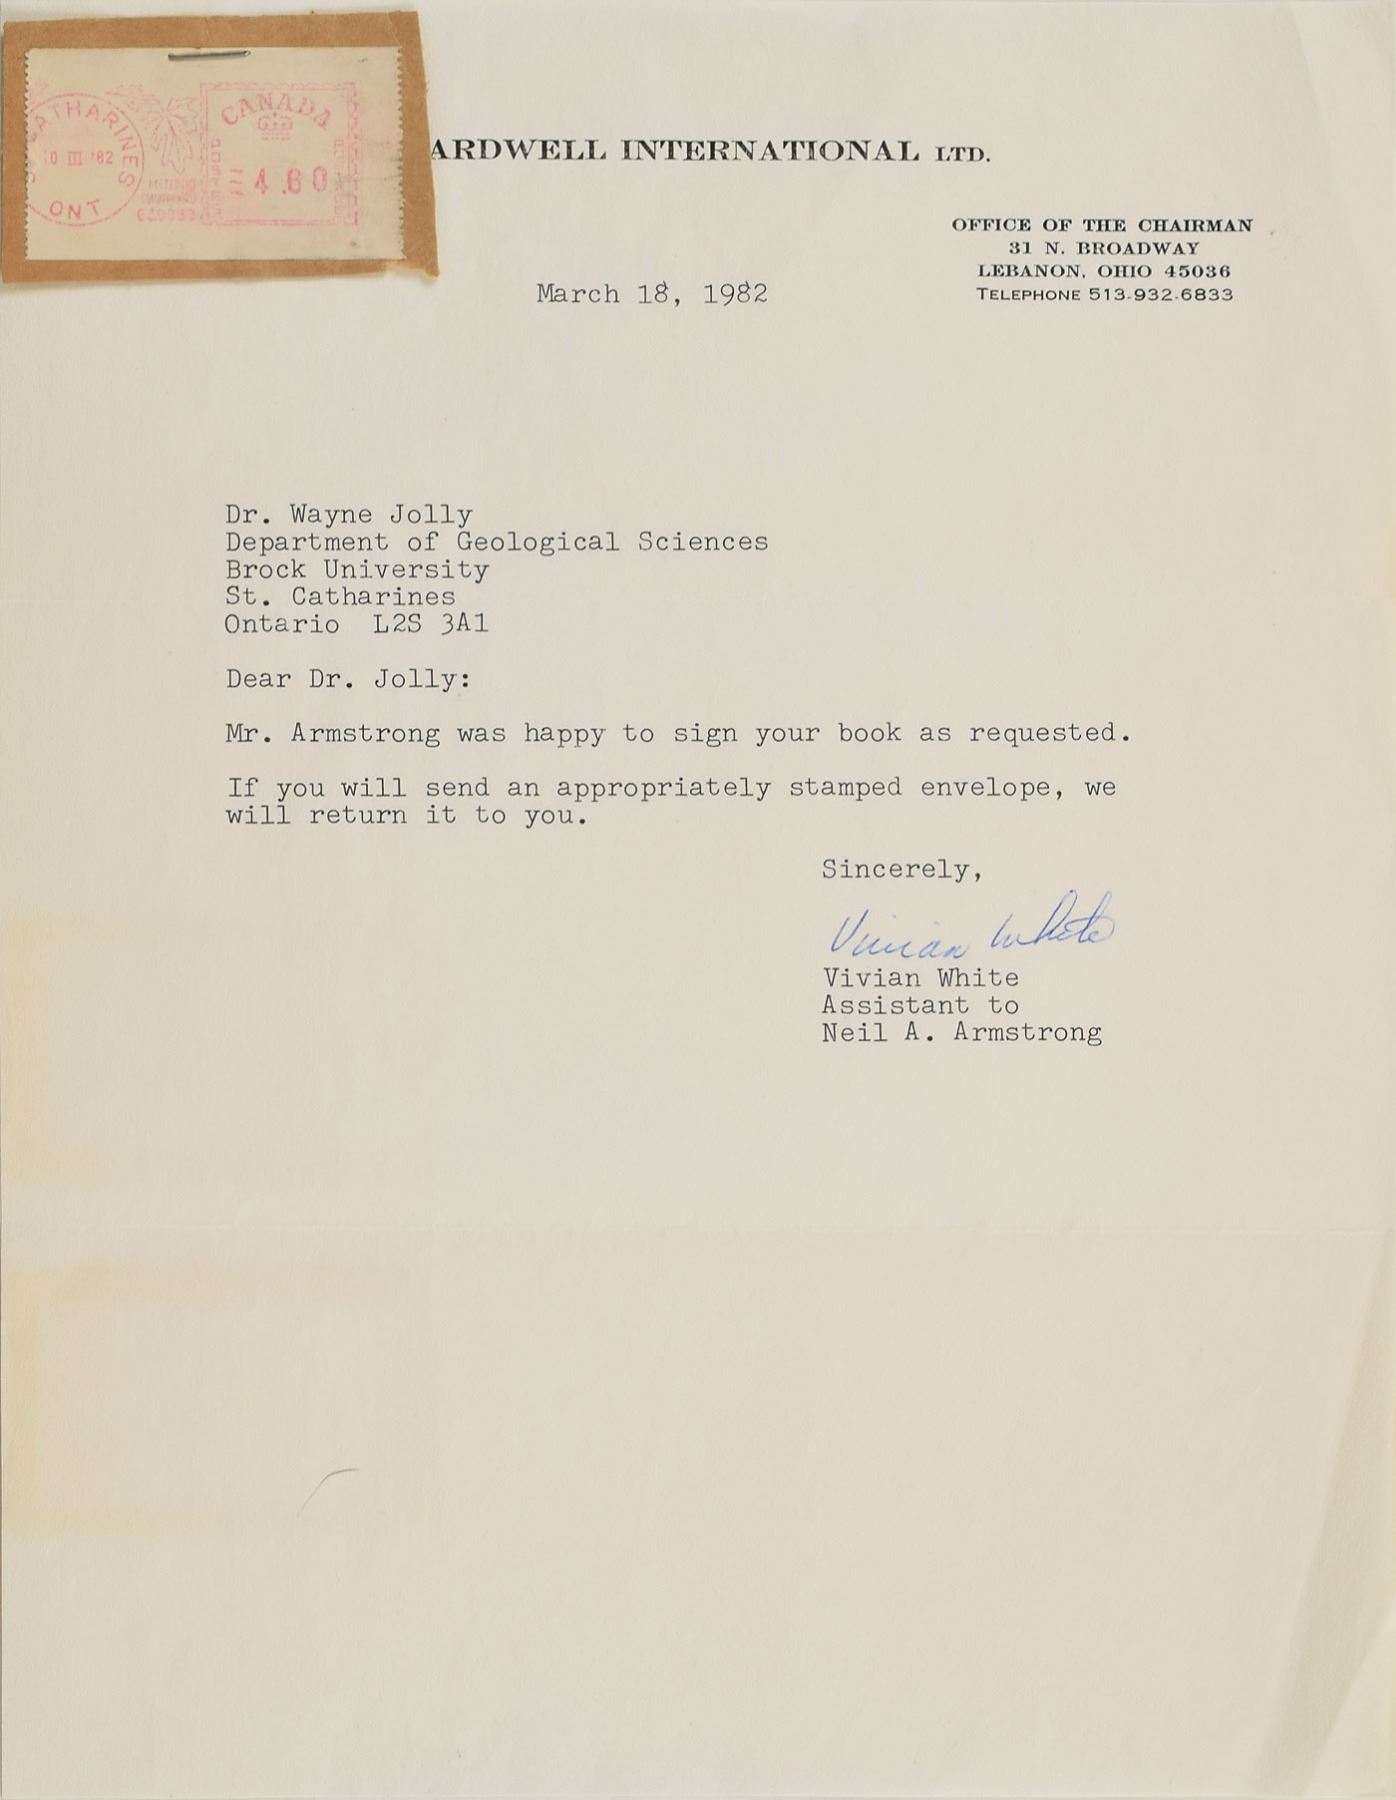 CATHARINES
ONT
CANADA
4.60
ARDWELL INTERNATIONAL LTD.
OFFICE OF THE CHAIRMAN
31 N. BROADWAY
LEBANON, OHIO 45036
TELEPHONE 513-932-6833
March 18, 1982
Dr. Wayne Jolly
Department of Geological Sciences
Brock University
St. Catharines
Ontario  L2S 3A1
Dear Dr. Jolly:
Mr. Armstrong was happy to sign your book as requested.
If you will send an appropriately stamped envelope, we
will return it to you.
Sincerely,
Vivian White
Vivian White
Assistant to
Neil A. Armstrong